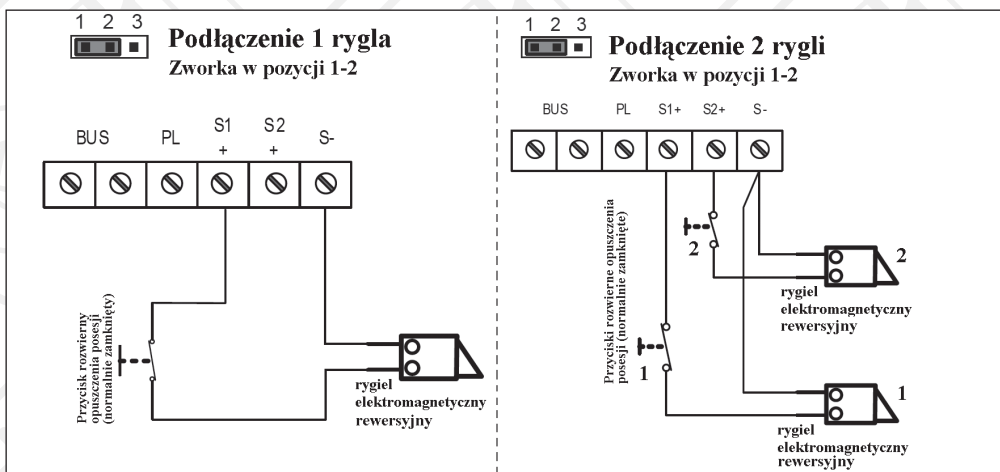 1 2 3
Podłączenie 1 rygla
Zworka w pozycji 1-2
BUS PL S1 + S2 + S-
Przycisk rozwierny
opuszczenia posesji
(normalnie zamknięty)
rygiel
elektromagnetyczny
rewersyjny
1 2 3
Podłączenie 2 rygli
Zworka w pozycji 1-2
BUS PL S1+ S2+ S-
Przyciski rozwierne opuszczenia
posesji (normalnie zamknięte)
2
2
rygiel
elektromagnetyczny
rewersyjny
1
1
rygiel
elektromagnetyczny
rewersyjny